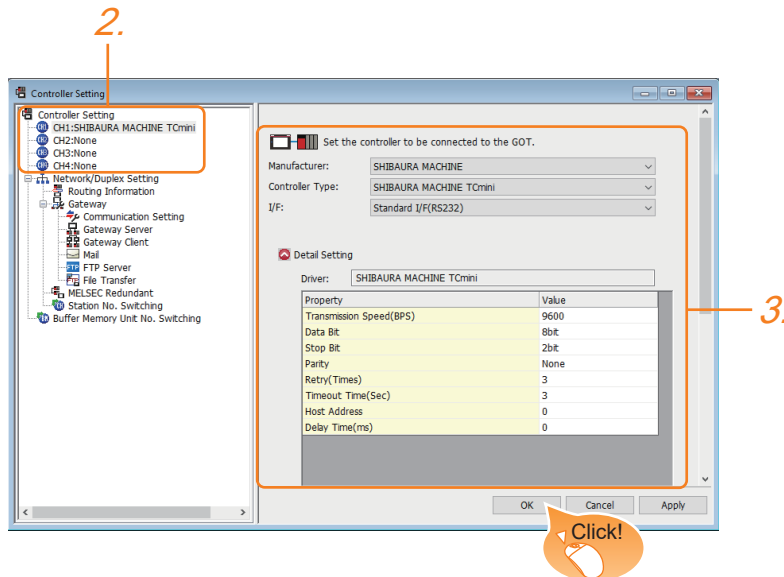 2.
Controller Setting
Controller Setting
CH1:SHIBAURA MACHINE TCmini
CH2:None
CH3:None
CH4:None
Network/Duplex Setting
Routing Information
Gateway
Communication Setting
Gateway Server
Gateway Client
Mail
FTP Server
File Transfer
MELSEC Redundant
Station No. Switching
Buffer Memory Unit No. Switching
Set the controller to be connected to the GOT.
Manufacturer: SHIBAURA MACHINE
Controller Type: SHIBAURA MACHINE TCmini
I/F: Standard I/F(RS232)
Detail Setting
Driver: SHIBAURA MACHINE TCmini
Property Value
Transmission Speed(BPS) 9600
Data Bit 8bit
Stop Bit 2bit
Parity None
Retry(Times) 3
Timeout Time(Sec) 3
Host Address 0
Delay Time(ms) 0
3.
OK Cancel Apply
Click!